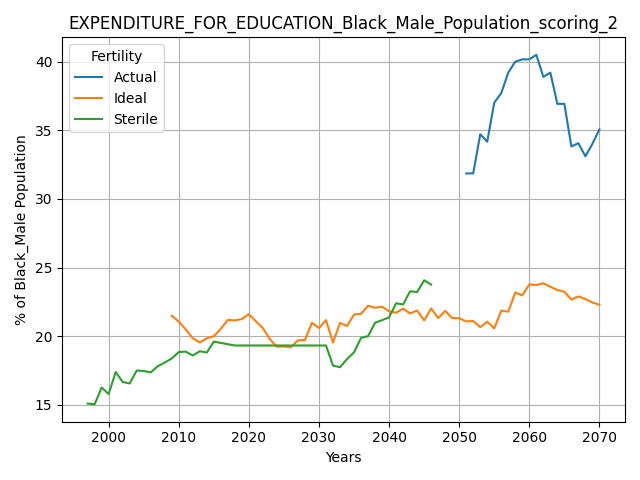 EXPENDITURE_FOR_EDUCATION_Black_Male_Population_scoring_2
Fertility
Actual
Ideal
Sterile
% of Black_Male Population
40
35
30
25
20
15
2000 2010 2020 2030 2040 2050 2060 2070
Years